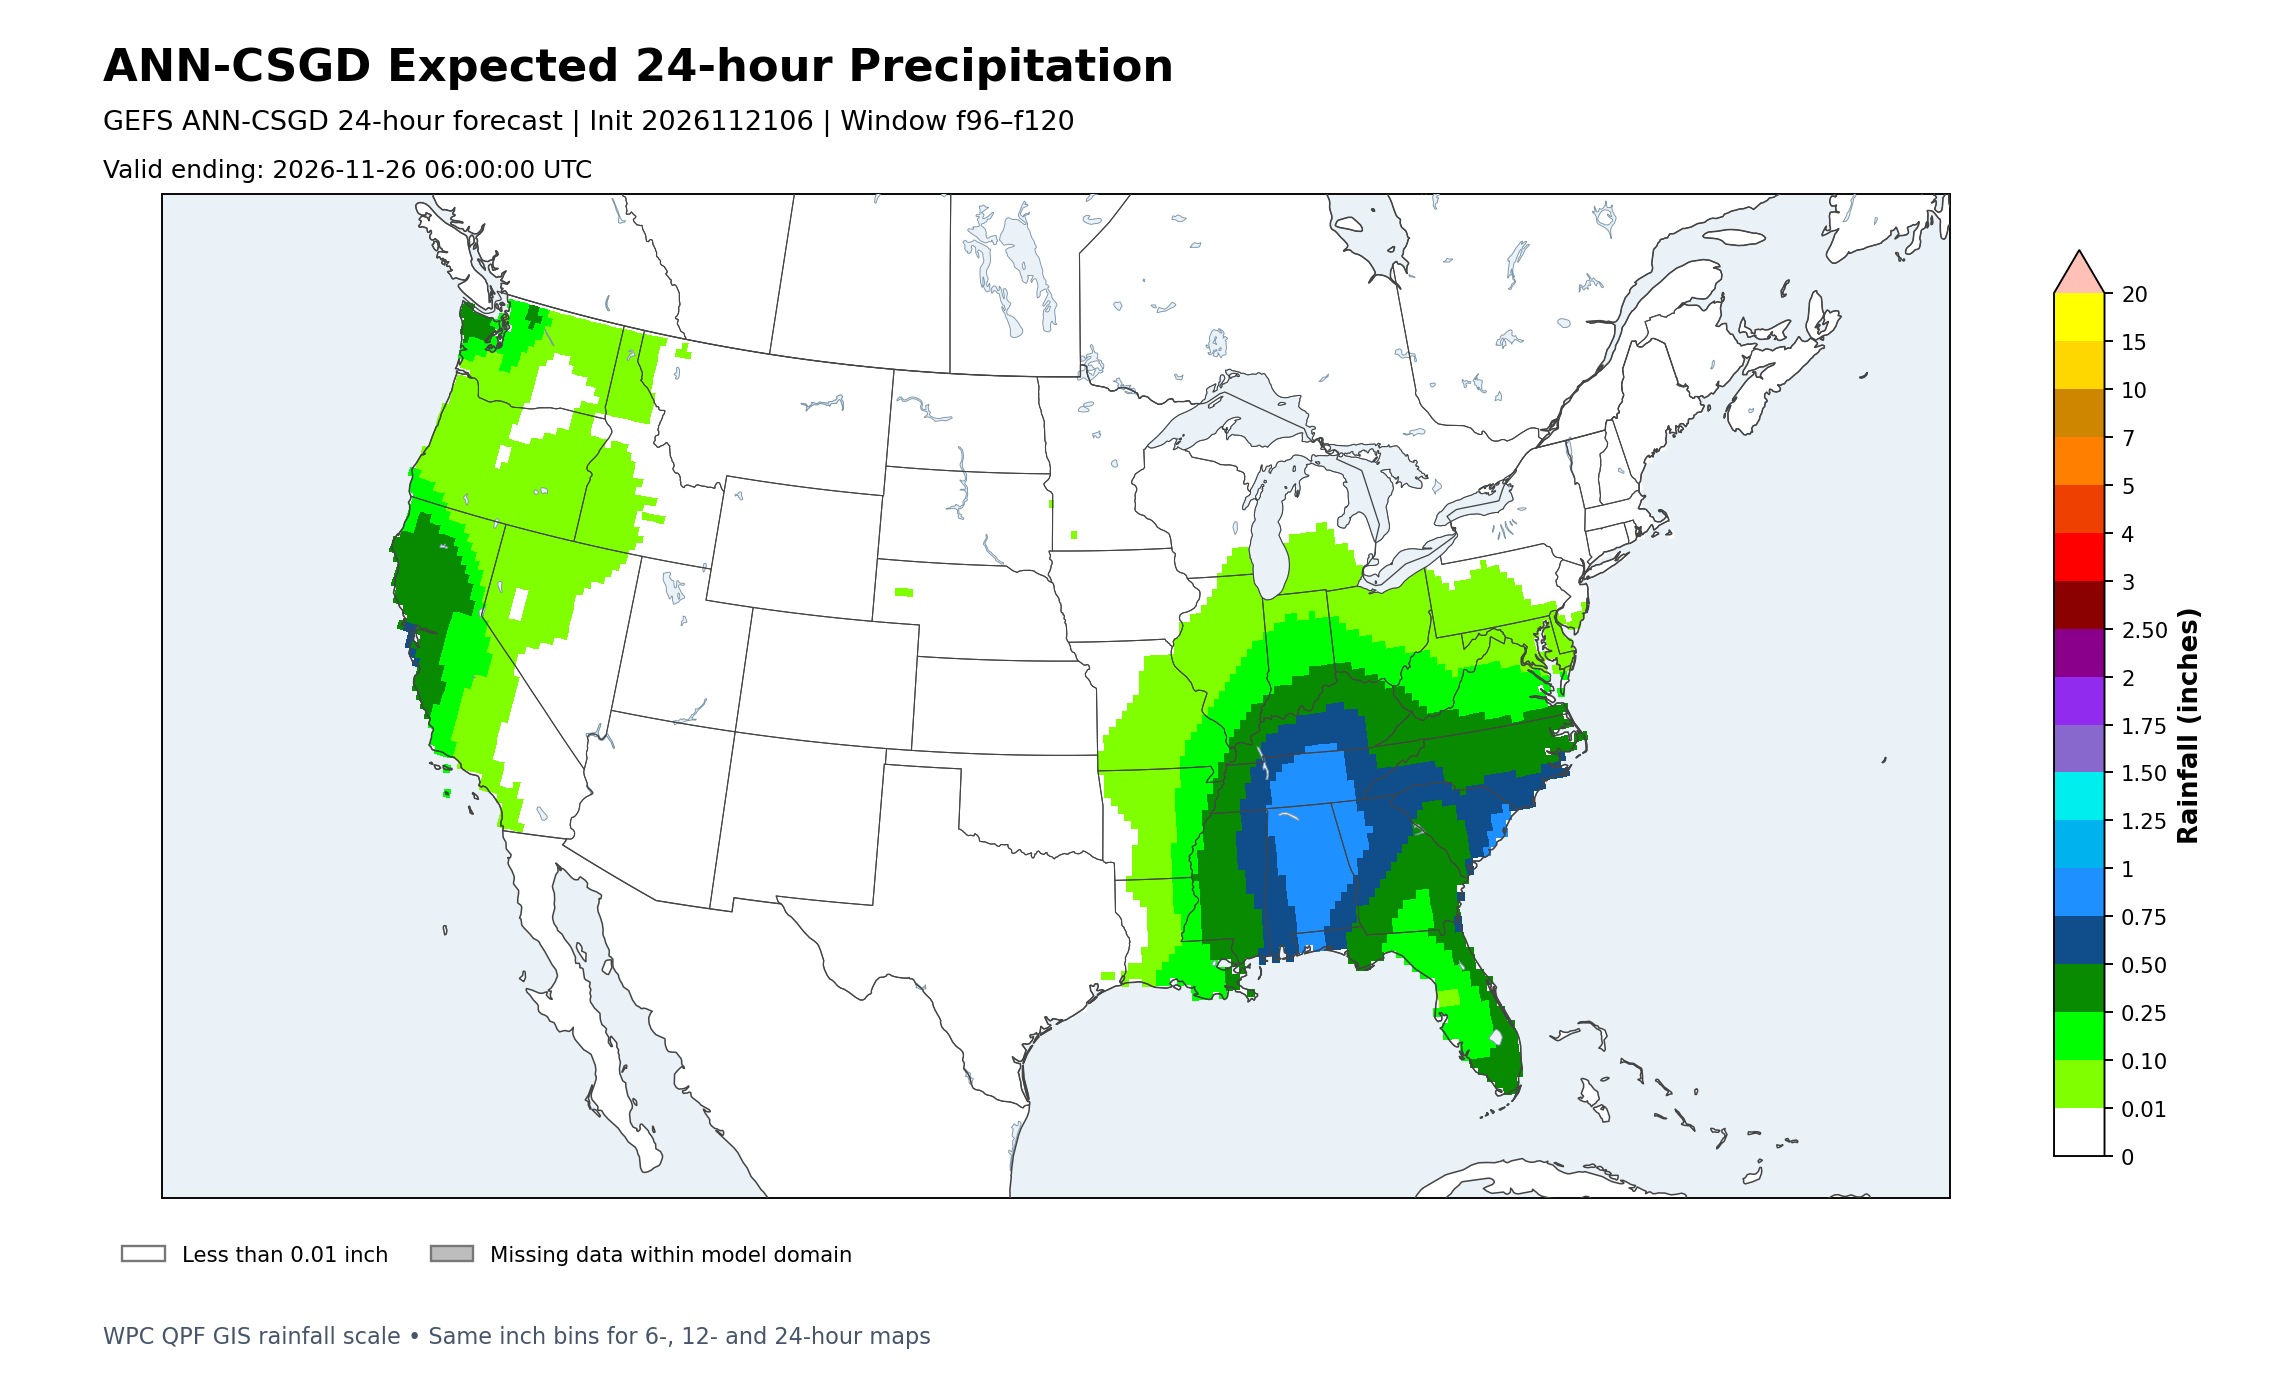 ANN-CSGD Expected 24-hour Precipitation
GEFS ANN-CSGD 24-hour forecast | Init 2026112106 | Window f96–f120
Valid ending: 2026-11-26 06:00:00 UTC
20
15
10
7
5
4
3
2.50
2
1.75
1.50
1.25
1
0.75
0.50
0.25
0.10
0.01
0
Rainfall (inches)
Less than 0.01 inch
Missing data within model domain
WPC QPF GIS rainfall scale • Same inch bins for 6-, 12- and 24-hour maps